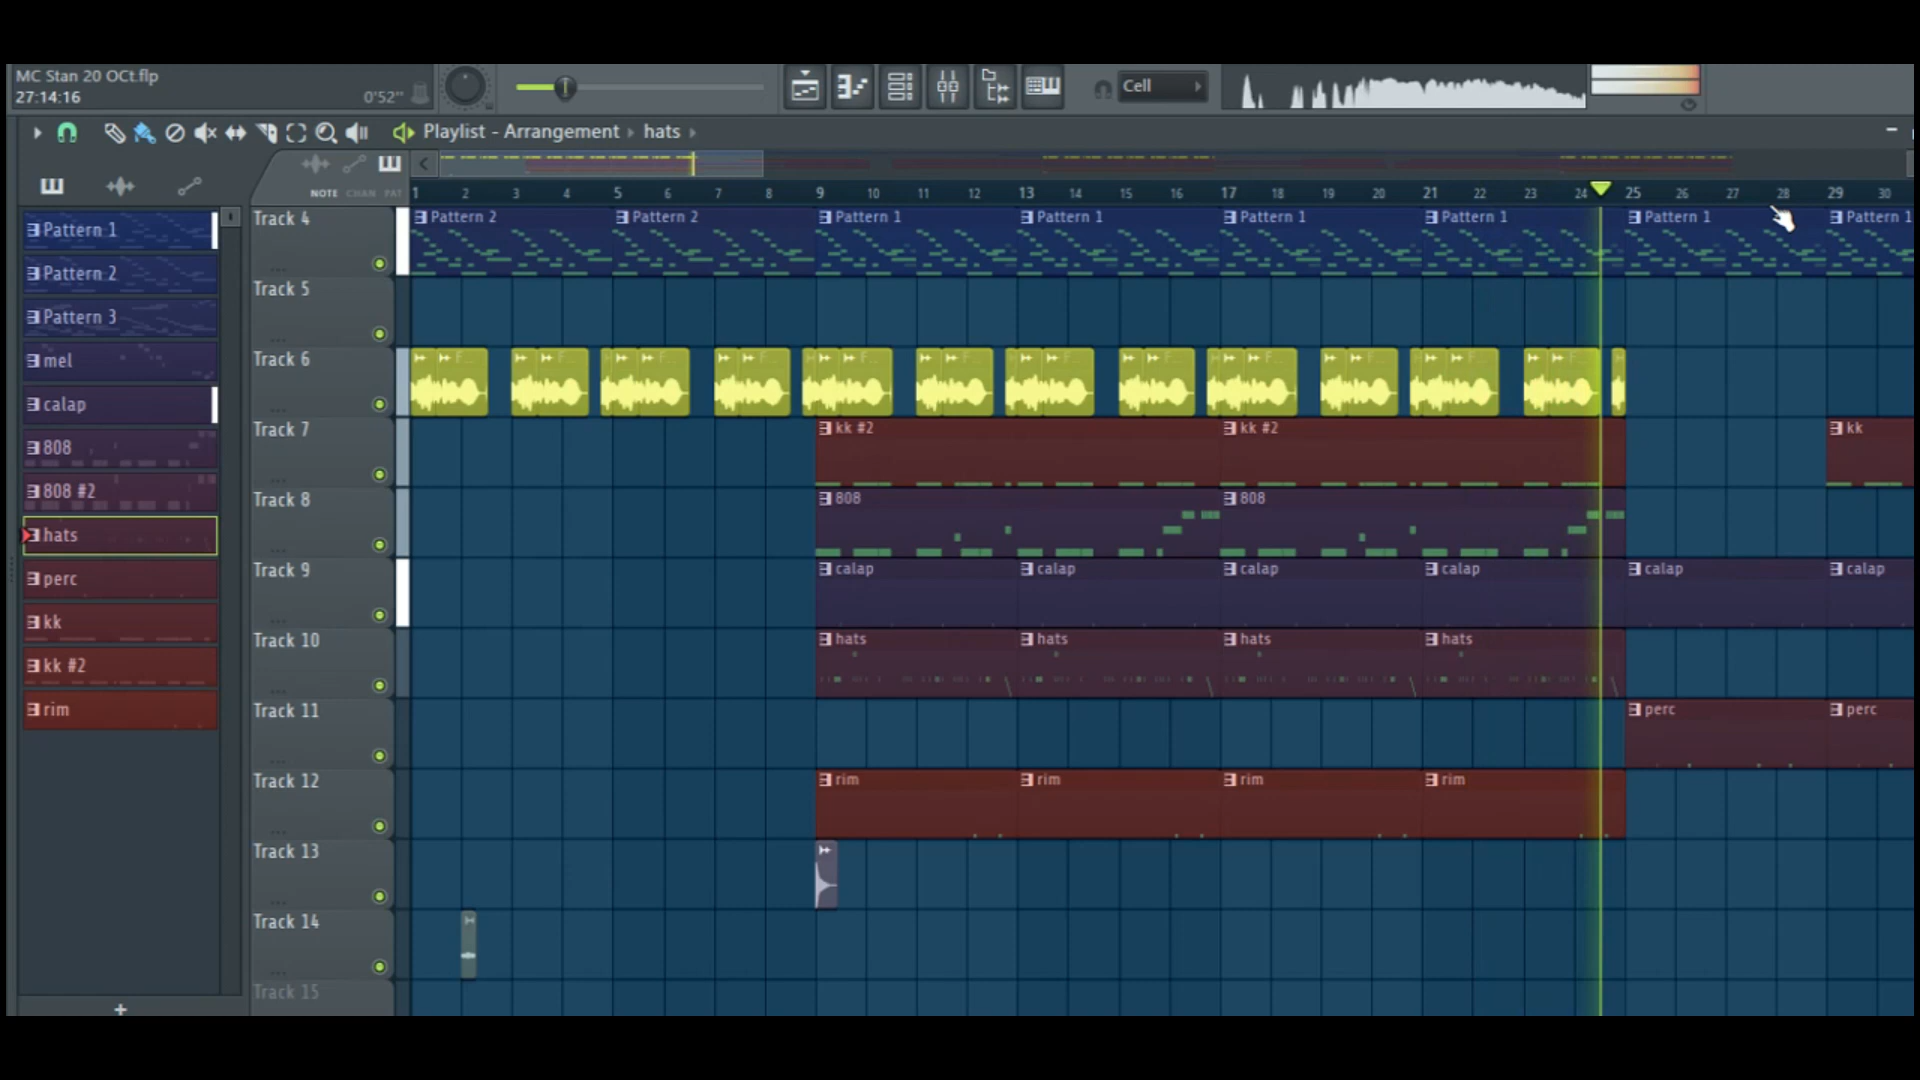 MC Stan 20 OCt.flp
27:14:16
0'52"
Cell
Playlist - Arrangement hats
NOTE CHAN PAT
1 2 3 4 5 6 7 8 9 10 11 12 13 14 15 16 17 18 19 20 21 22 23 24 25 26 27 28 29 30
Pattern 1
Pattern 2
Pattern 3
mel
calap
808
808 #2
hats
perc
kk
kk #2
rim
Track 4
Pattern 2 Pattern 2 Pattern 1 Pattern 1 Pattern 1 Pattern 1 Pattern 1 Pattern 1
Track 5
Track 6
Track 7
kk #2 kk #2 kk
Track 8
808 808
Track 9
calap calap calap calap calap calap
Track 10
hats hats hats hats
Track 11
perc perc
Track 12
rim rim rim rim
Track 13
Track 14
Track 15